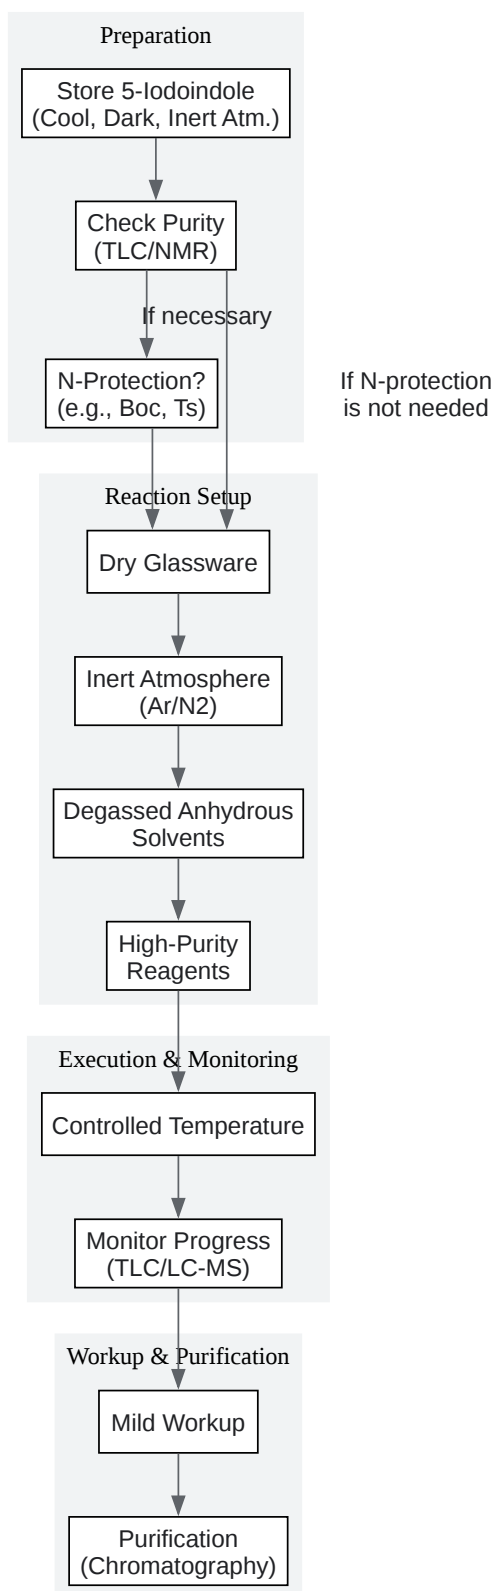 Preparation
Store 5-Iodoindole
(Cool, Dark, Inert Atm.)
Check Purity
(TLC/NMR)
If necessary
N-Protection?
(e.g., Boc, Ts)
If N-protection
is not needed
Reaction Setup
Dry Glassware
Inert Atmosphere
(Ar/N2)
Degassed Anhydrous
Solvents
High-Purity
Reagents
Execution & Monitoring
Controlled Temperature
Monitor Progress
(TLC/LC-MS)
Workup & Purification
Mild Workup
Purification
(Chromatography)